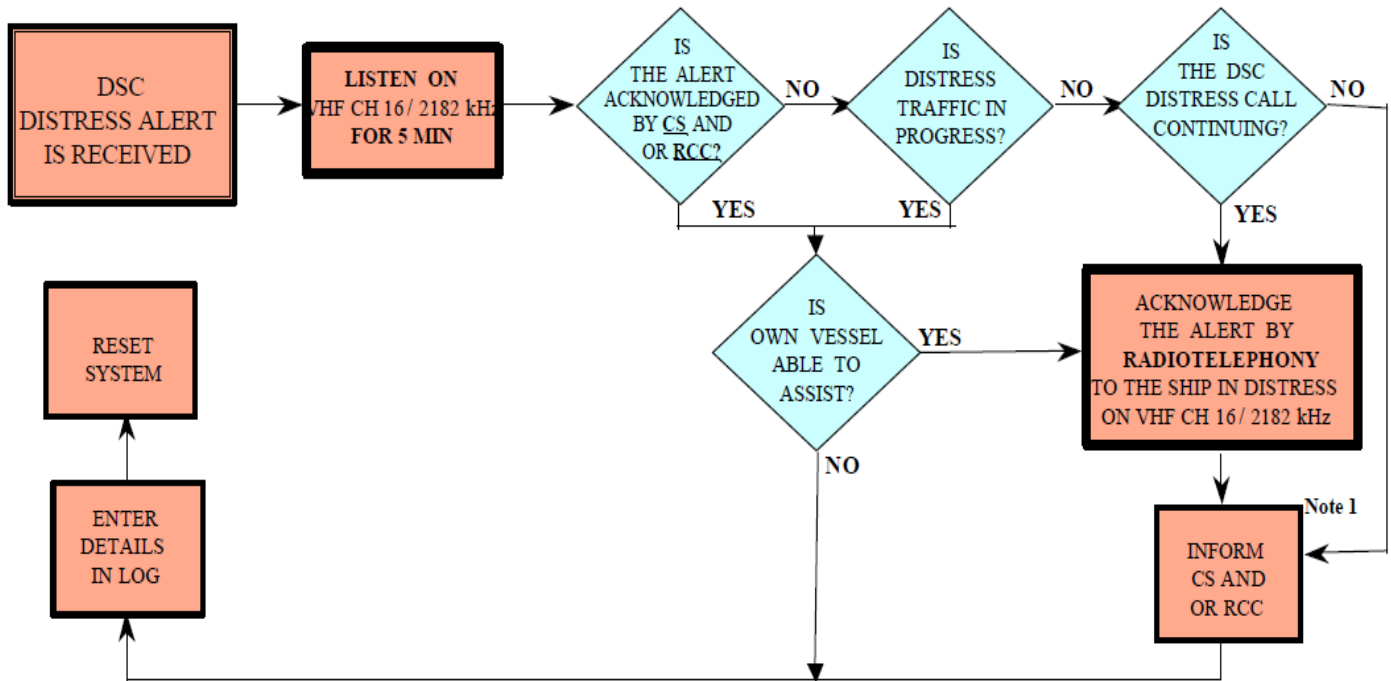 DSC
DISTRESS ALERT
IS RECEIVED
LISTEN ON
VHF CH 16 / 2182 kHz
FOR 5 MIN
IS
THE ALERT
ACKNOWLEDGED
BY CS AND
OR RCC?
NO
YES
IS
DISTRESS
TRAFFIC IN
PROGRESS?
NO
YES
IS
THE DSC
DISTRESS CALL
CONTINUING?
NO
YES
RESET
SYSTEM
IS
OWN VESSEL
ABLE TO
ASSIST?
YES
NO
ACKNOWLEDGE
THE ALERT BY
RADIOTELEPHONY
TO THE SHIP IN DISTRESS
ON VHF CH 16 / 2182 kHz
ENTER
DETAILS
IN LOG
Note 1
INFORM
CS AND
OR RCC